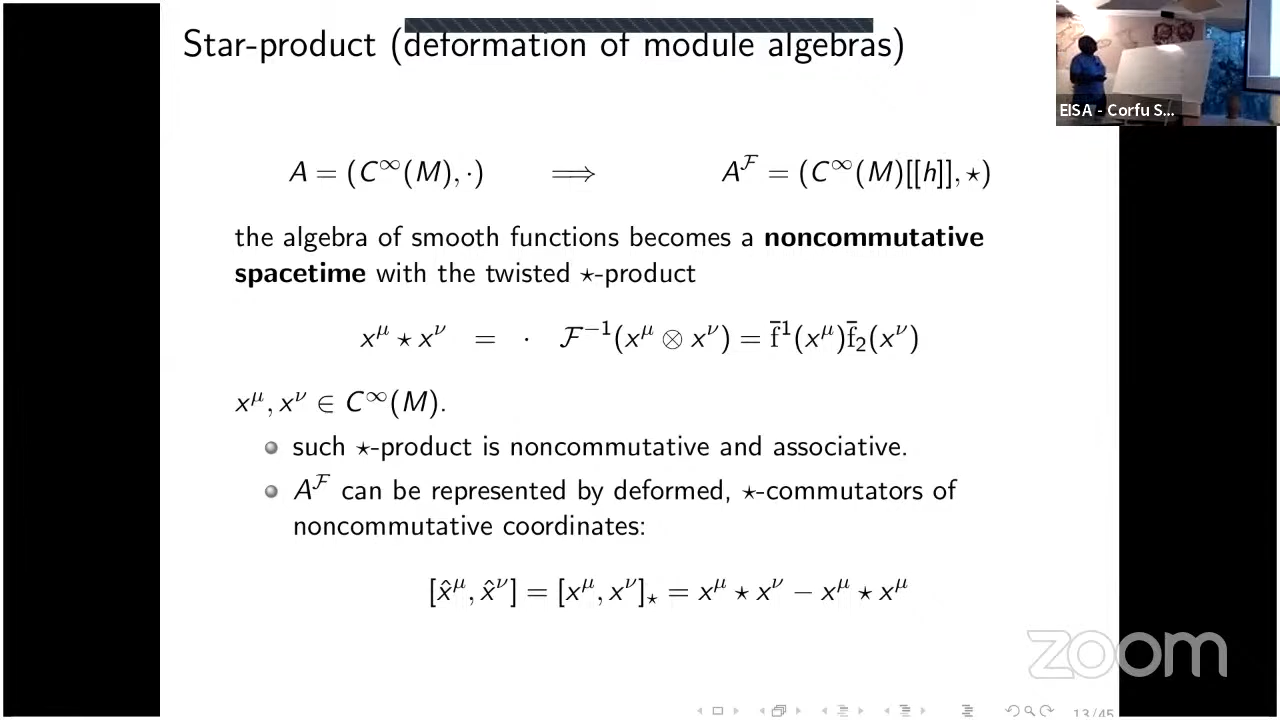 Star-product (deformation of module algebras)
EISA - Corfu S...
A = (C^∞(M), ·) ⟹ A^ℱ = (C^∞(M)[[h]], ⋆)
the algebra of smooth functions becomes a noncommutative
spacetime with the twisted ⋆-product
x^μ ⋆ x^ν = · ℱ^{−1}(x^μ ⊗ x^ν) = f̄^1(x^μ)f̄_2(x^ν)
x^μ, x^ν ∈ C^∞(M).
such ⋆-product is noncommutative and associative.
A^ℱ can be represented by deformed, ⋆-commutators of
noncommutative coordinates:
[x̂^μ, x̂^ν] = [x^μ, x^ν]_⋆ = x^μ ⋆ x^ν − x^μ ⋆ x^μ
zoom
13/45